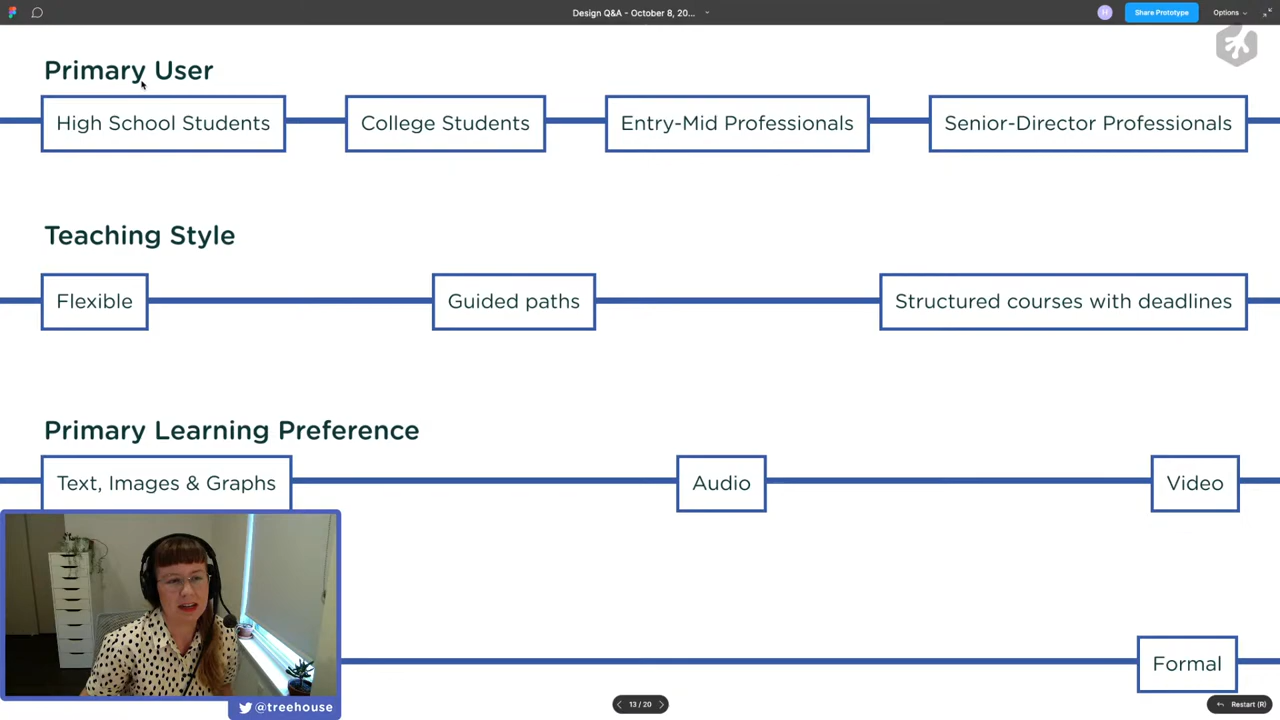 Design Q&A - October 8, 20...
H
Share Prototype
Options
Primary User
High School Students
College Students
Entry-Mid Professionals
Senior-Director Professionals
Teaching Style
Flexible
Guided paths
Structured courses with deadlines
Primary Learning Preference
Text, Images & Graphs
Audio
Video
Formal
@treehouse
13 / 20
Restart (R)